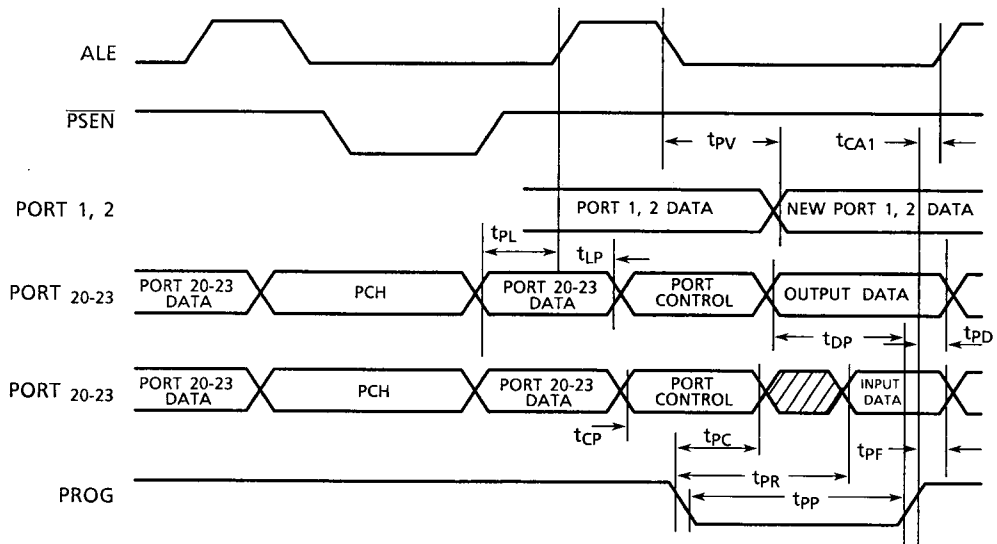 ALE
PSEN
tPV
tCA1
PORT 1, 2
PORT 1, 2 DATA
NEW PORT 1, 2 DATA
tPL
tLP
PORT 20-23
PORT 20-23
DATA
PCH
PORT 20-23
DATA
PORT
CONTROL
OUTPUT DATA
tDP
tPD
PORT 20-23
PORT 20-23
DATA
PCH
PORT 20-23
DATA
PORT
CONTROL
INPUT
DATA
tCP
tPC
tPF
tPR
tPP
PROG